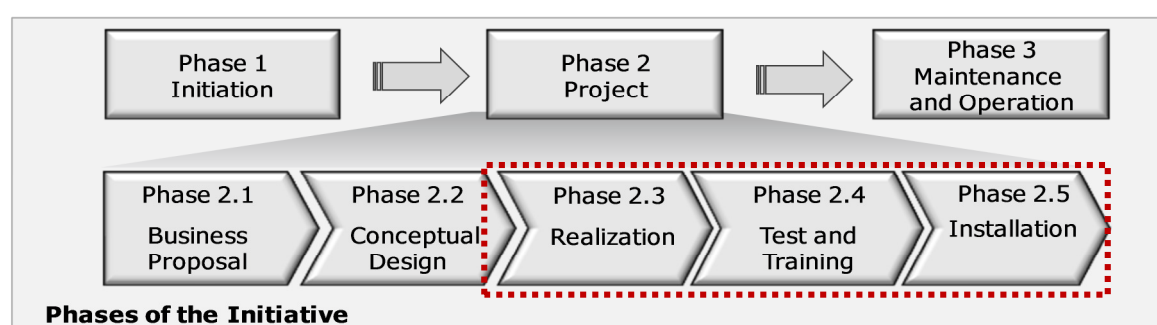 Phase 1
Initiation
Phase 2
Project
Phase 3
Maintenance
and Operation
Phase 2.1
Business
Proposal
Phase 2.2
Conceptual
Design
Phase 2.3
Realization
Phase 2.4
Test and
Training
Phase 2.5
Installation
Phases of the Initiative